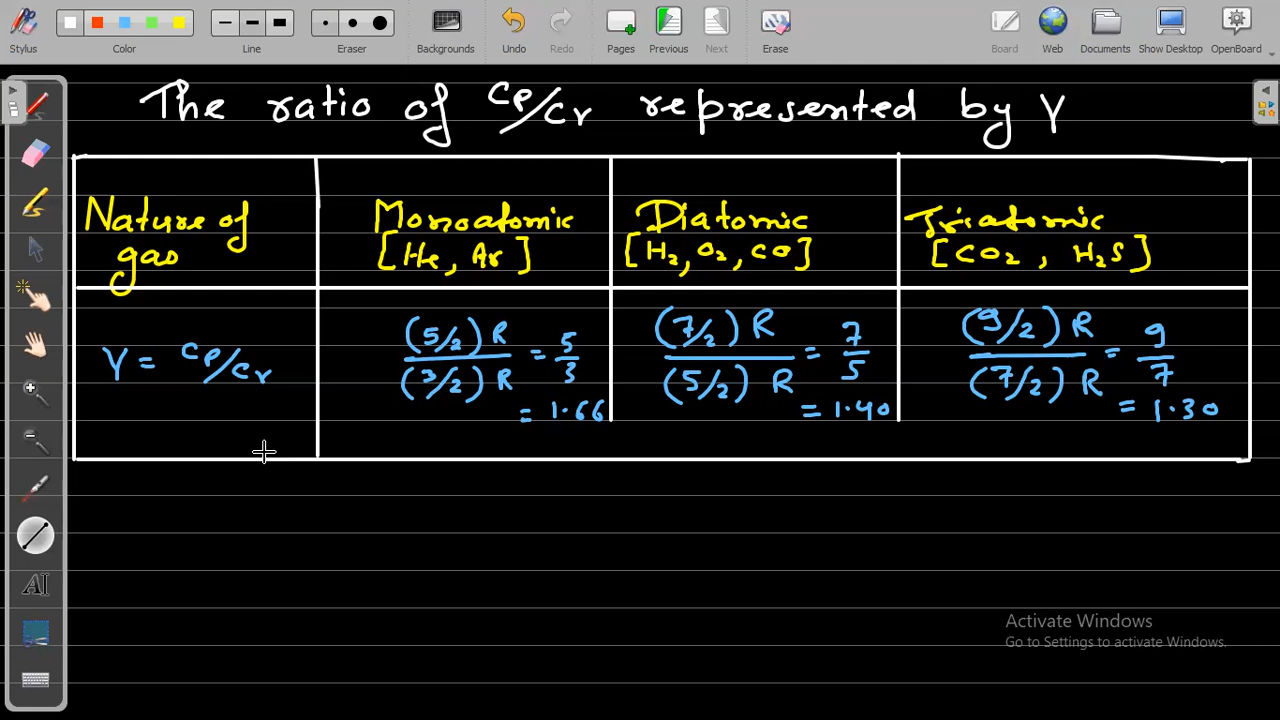 Stylus
Color
Line
Eraser
Backgrounds
Undo
Redo
Pages
Previous
Next
Erase
Board
Web
Documents
Show Desktop
OpenBoard
The ratio of Cp/Cv represented by γ
Nature of gas
Monoatomic
[He, Ar]
Diatomic
[H₂, O₂, CO]
Triatomic
[CO₂, H₂S]
γ = Cp/Cv
(5/2) R / (3/2) R = 5/3
= 1.66
(7/2) R / (5/2) R = 7/5
= 1.40
(9/2) R / (7/2) R = 9/7
= 1.30
AI
Activate Windows
Go to Settings to activate Windows.